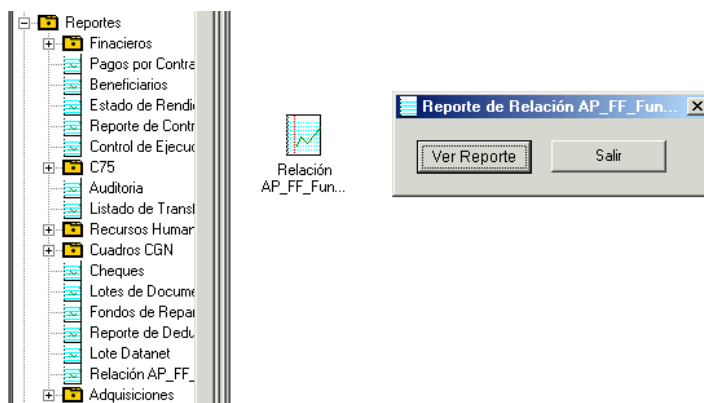 Reportes
Finacieros
Pagos por Contra
Beneficiarios
Estado de Rendi
Reporte de Contr
Control de Ejecuc
C75
Auditoria
Listado de Transl
Recursos Humar
Cuadros CGN
Cheques
Lotes de Docume
Fondos de Repar
Reporte de Dedu
Lote Datanet
Relación AP_FF_
Adquisiciones
Relación
AP_FF_Fun...
Reporte de Relación AP_FF_Fun...
Ver Reporte
Salir